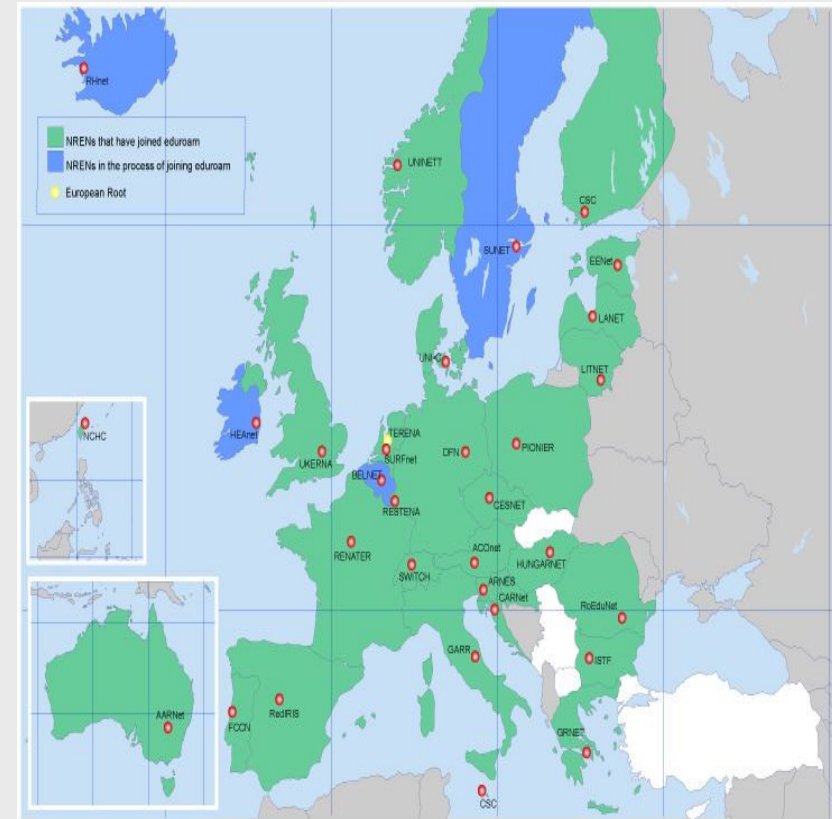 RHnet
NRENs that have joined eduroam
NRENs in the process of joining eduroam
European Root
UNINETT
CSC
SUNET
EENet
LANET
UNI•C
LITNET
NCHC
HEAnet
UKERNA
TERENA
SURFnet
DFN
PIONIER
BELNET
RESTENA
CESNET
RENATER
ACOnet
HUNGARNET
SWITCH
ARNES
CARNet
RoEduNet
GARR
ISTF
AARNet
FCCN
RedIRIS
GRNET
CSC